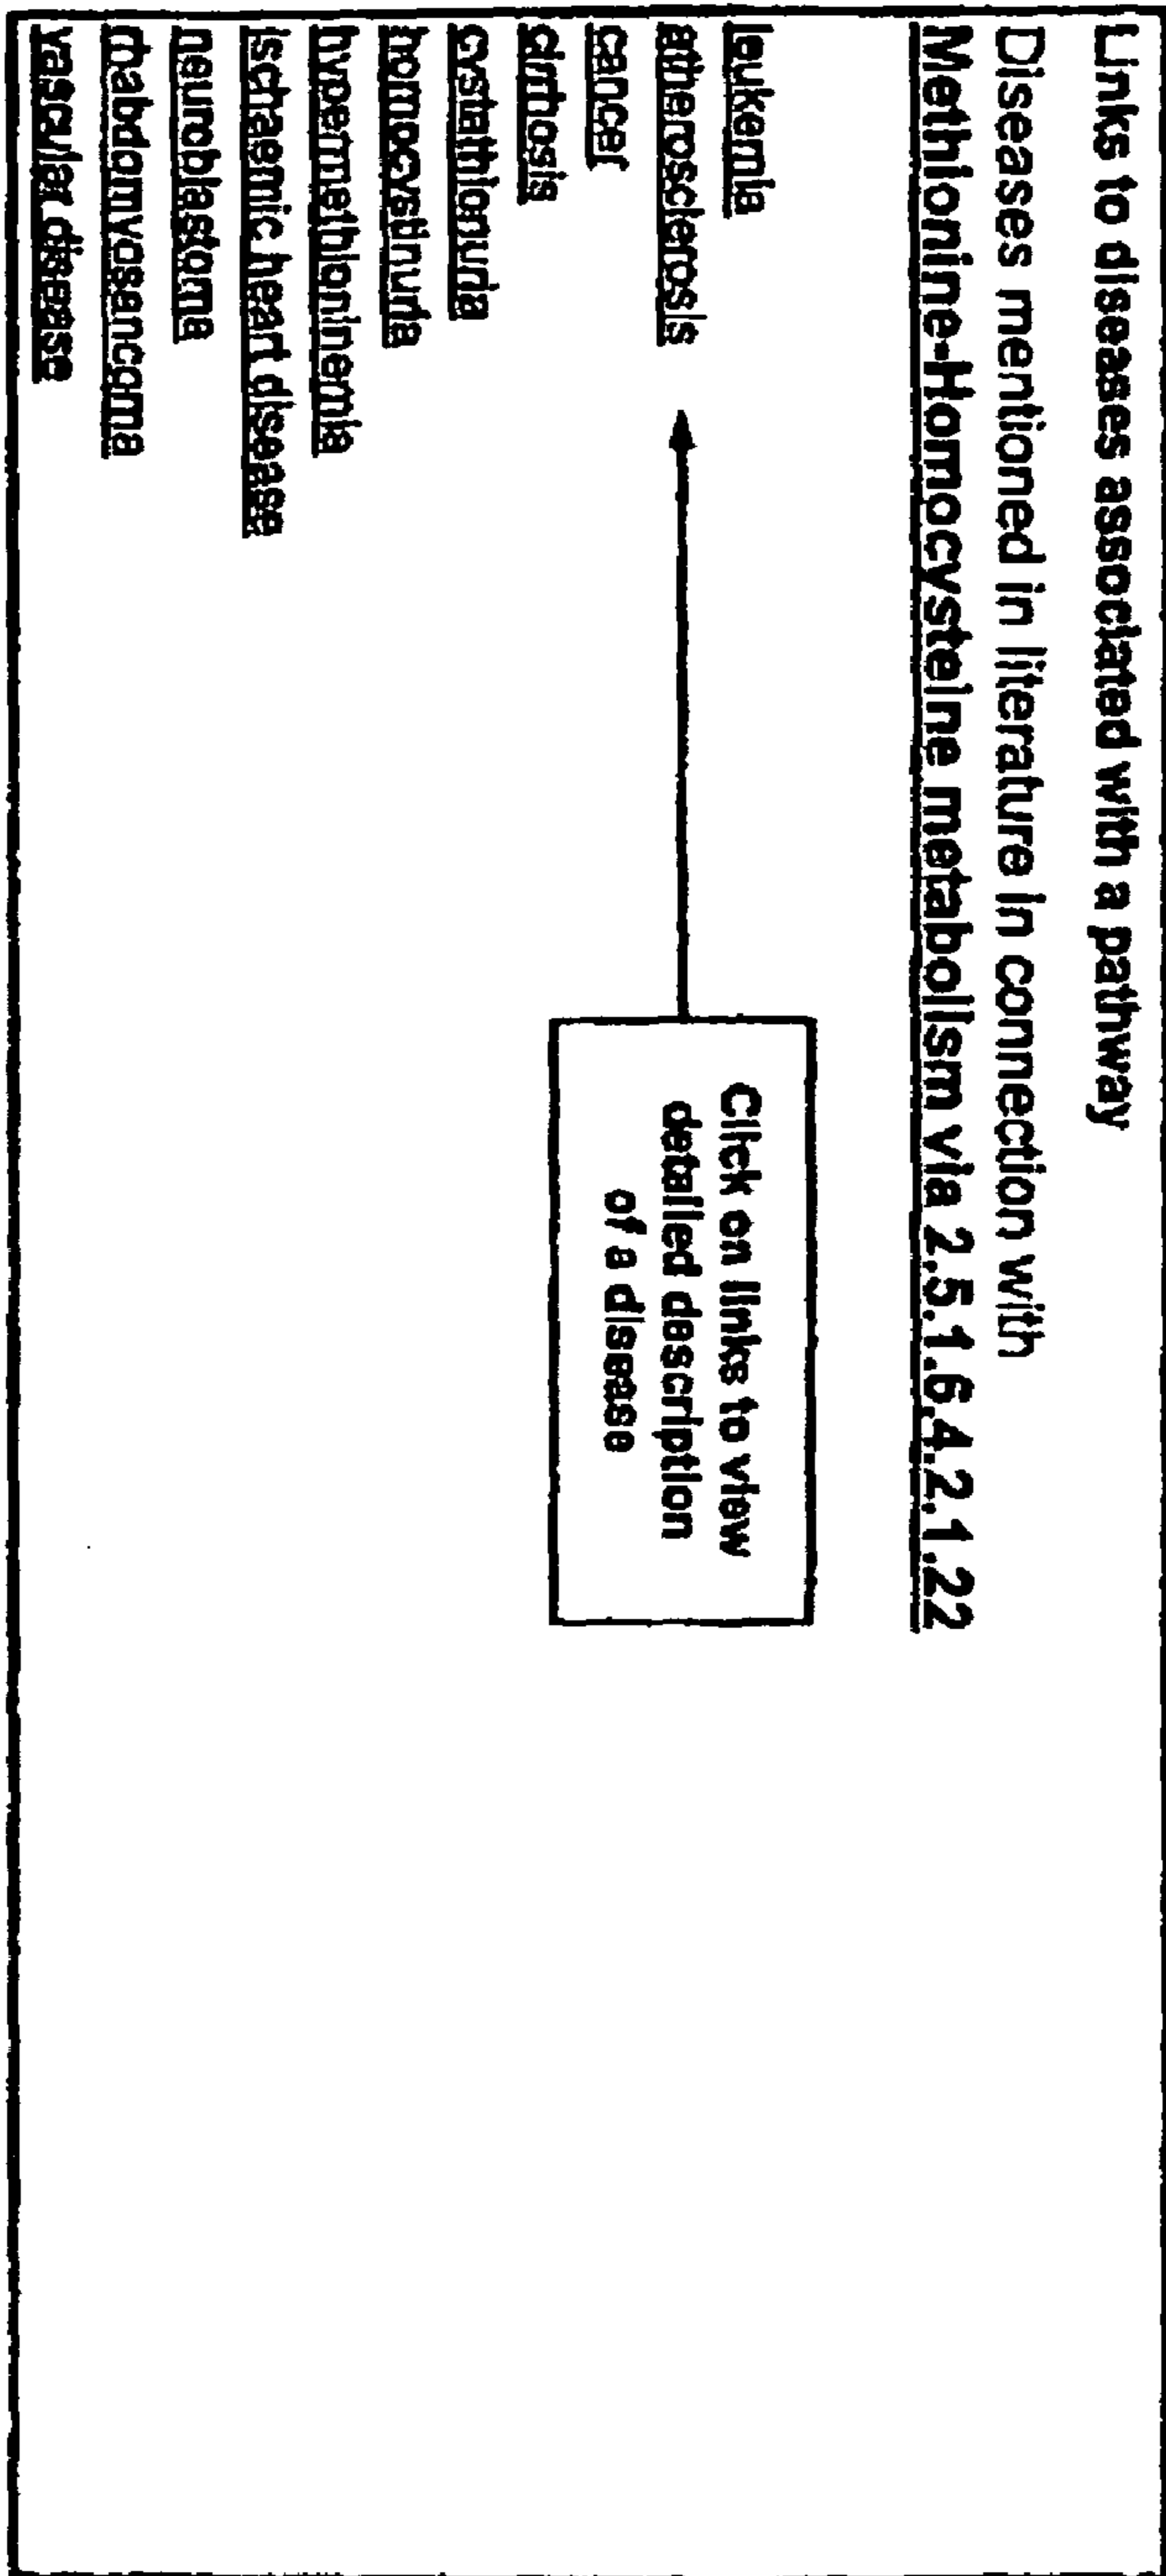 Links to diseases associated with a pathway
Diseases mentioned in literature in connection with
Methionine-Homocysteine metabolism via 2.5.1.6,4.2.1.22
leukemia
atherosclerosis
cancer
cirrhosis
cystathionuria
homocystinuria
hypermethioninemia
ischaemic heart disease
neuroblastoma
rhabdomyosarcoma
vascular disease
Click on links to view
detailed description
of a disease